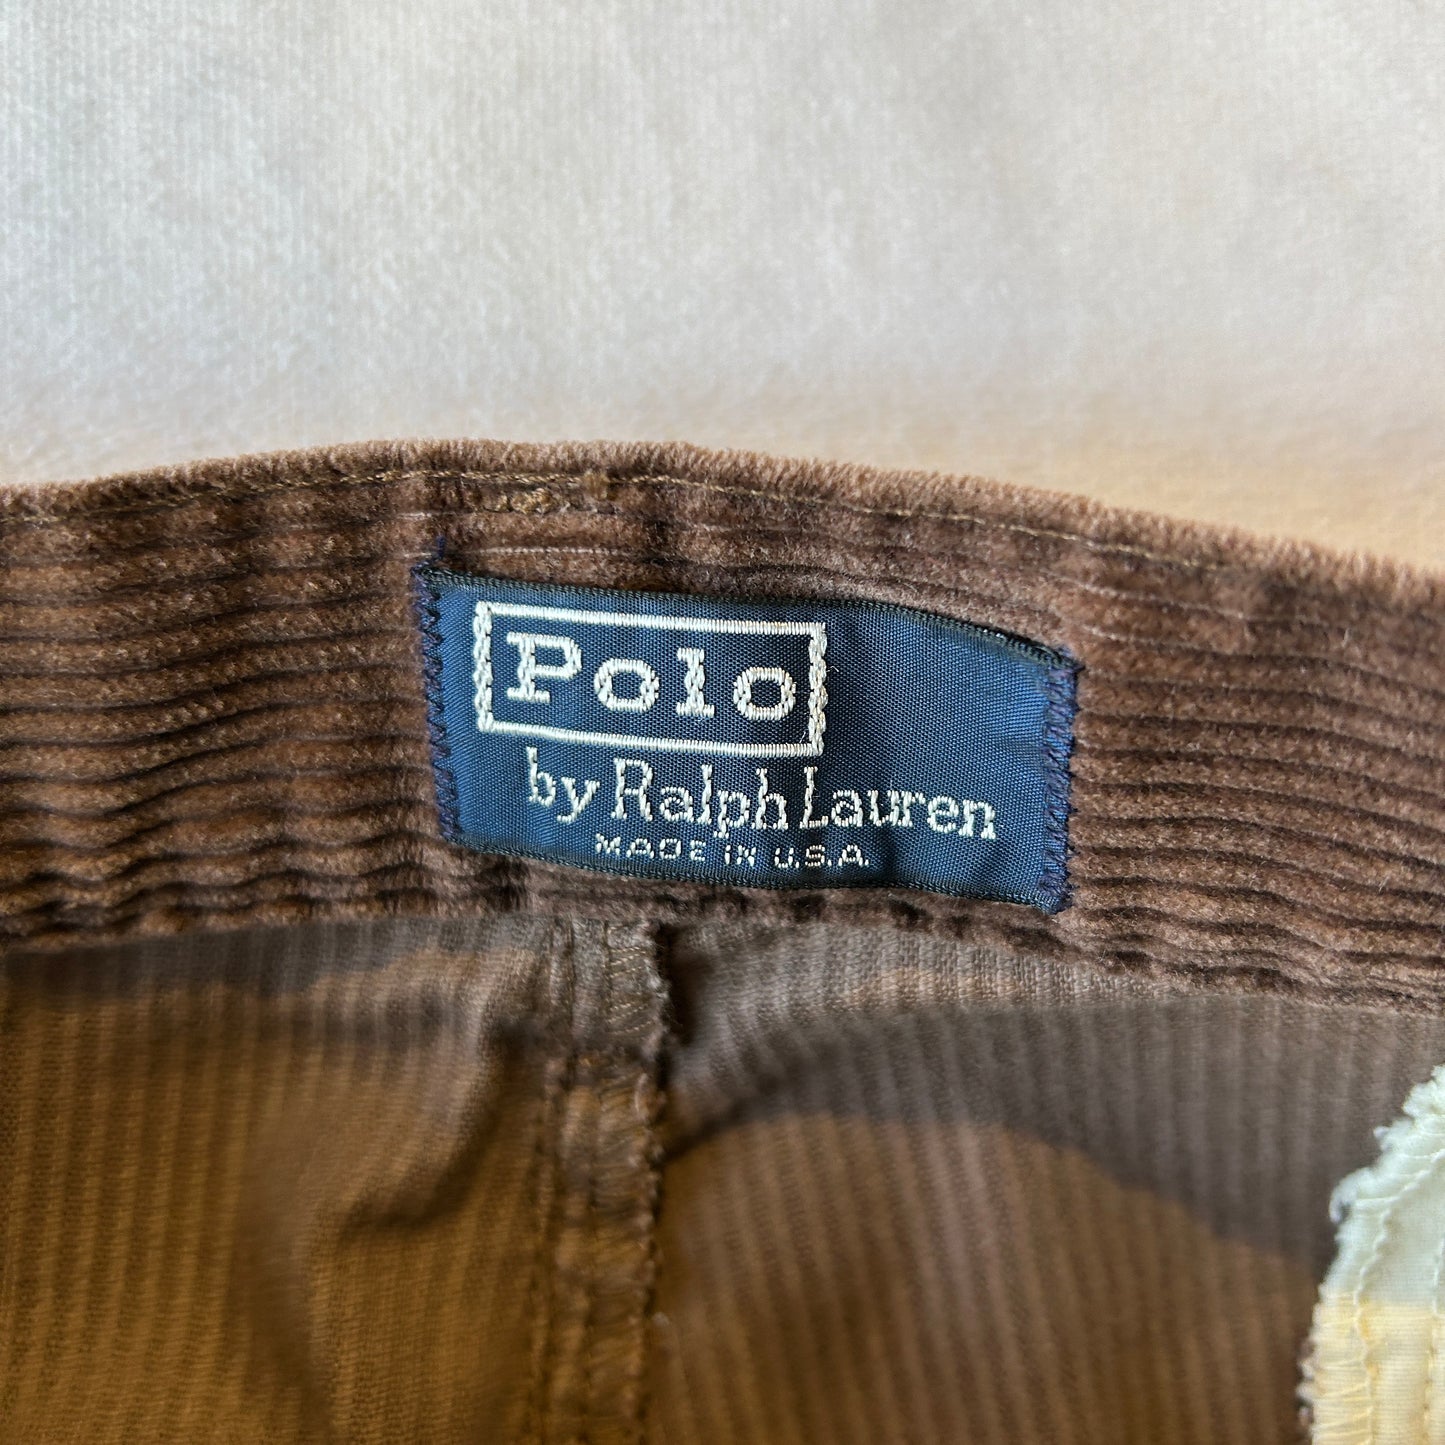 Polo
by Ralph Lauren
MADE IN U.S.A.